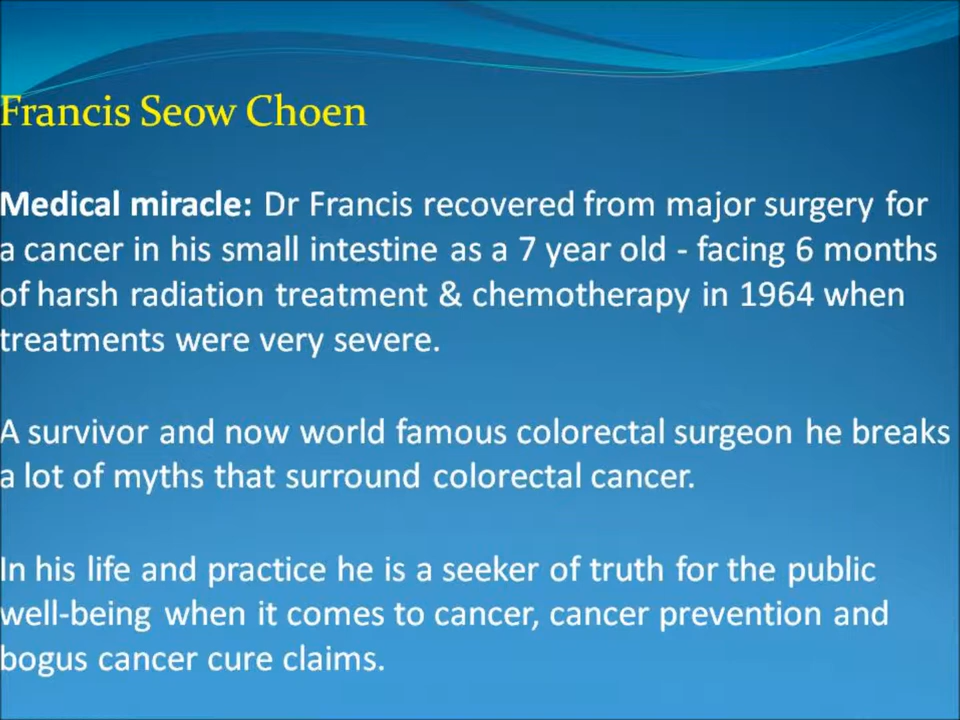 Francis Seow Choen
Medical miracle: Dr Francis recovered from major surgery for
a cancer in his small intestine as a 7 year old - facing 6 months
of harsh radiation treatment & chemotherapy in 1964 when
treatments were very severe.
A survivor and now world famous colorectal surgeon he breaks
a lot of myths that surround colorectal cancer.
In his life and practice he is a seeker of truth for the public
well-being when it comes to cancer, cancer prevention and
bogus cancer cure claims.